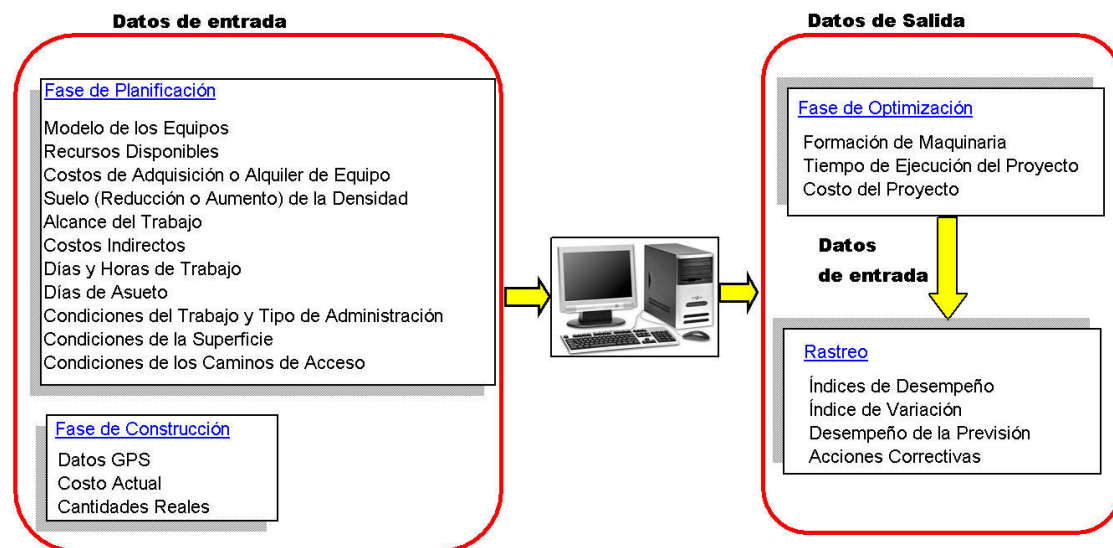 Datos de entrada
Fase de Planificación
Modelo de los Equipos
Recursos Disponibles
Costos de Adquisición o Alquiler de Equipo
Suelo (Reducción o Aumento) de la Densidad
Alcance del Trabajo
Costos Indirectos
Días y Horas de Trabajo
Días de Asueto
Condiciones del Trabajo y Tipo de Administración
Condiciones de la Superficie
Condiciones de los Caminos de Acceso
Fase de Construcción
Datos GPS
Costo Actual
Cantidades Reales
Datos de Salida
Fase de Optimización
Formación de Maquinaria
Tiempo de Ejecución del Proyecto
Costo del Proyecto
Datos
de entrada
Rastreo
Índices de Desempeño
Índice de Variación
Desempeño de la Previsión
Acciones Correctivas